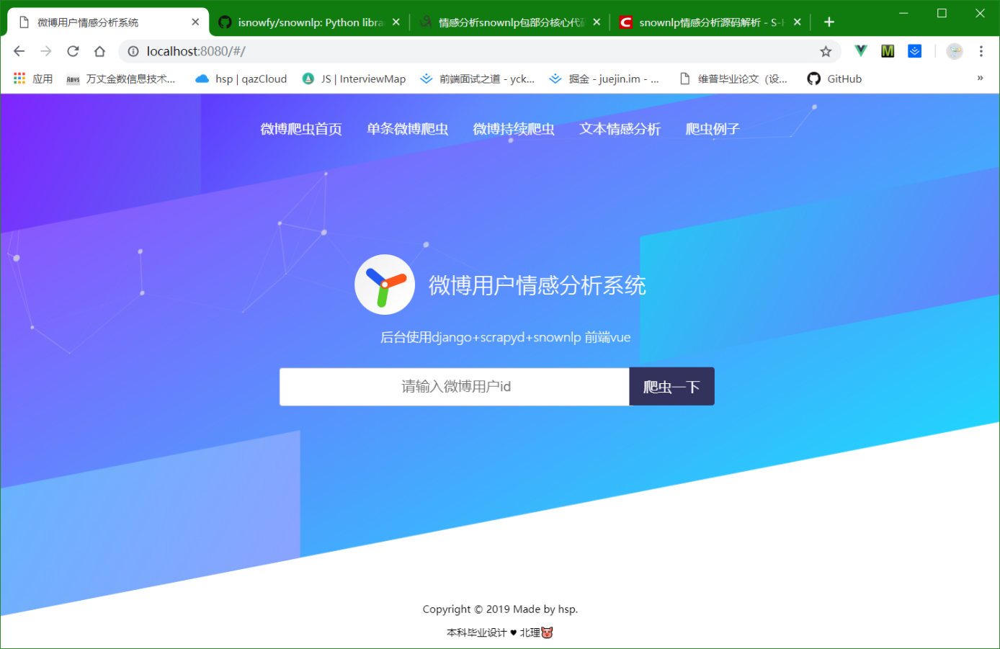 微博用户情感分析系统
isnowfy/snownlp: Python libra
情感分析snownlp包部分核心代
snownlp情感分析源码解析 - S-
localhost:8080/#/
应用
万丈金数信息技术...
hsp | qazCloud
JS | InterviewMap
前端面试之道 - yck...
掘金 - juejin.im - ...
维普毕业论文（设...
GitHub
»
微博爬虫首页 单条微博爬虫 微博持续爬虫 文本情感分析 爬虫例子
微博用户情感分析系统
后台使用django+scrapyd+snownlp 前端vue
请输入微博用户id
爬虫一下
Copyright © 2019 Made by hsp.
本科毕业设计 ♥ 北理🐷